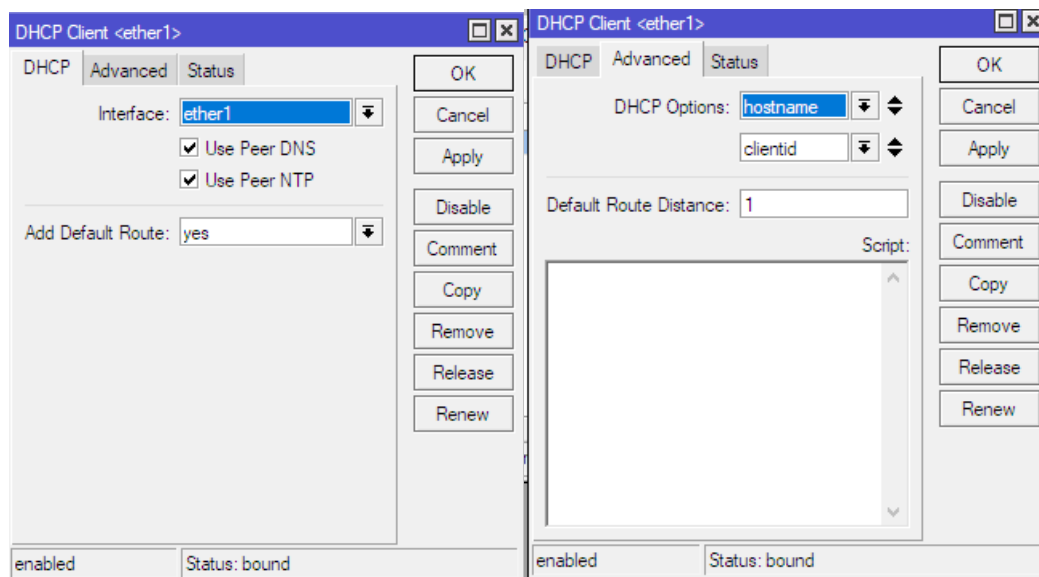 DHCP Client <ether1>
DHCP Advanced Status
Interface: ether1
Use Peer DNS
Use Peer NTP
Add Default Route: yes
OK
Cancel
Apply
Disable
Comment
Copy
Remove
Release
Renew
enabled Status: bound
DHCP Client <ether1>
DHCP Advanced Status
DHCP Options: hostname
clientid
Default Route Distance: 1
Script:
OK
Cancel
Apply
Disable
Comment
Copy
Remove
Release
Renew
enabled Status: bound